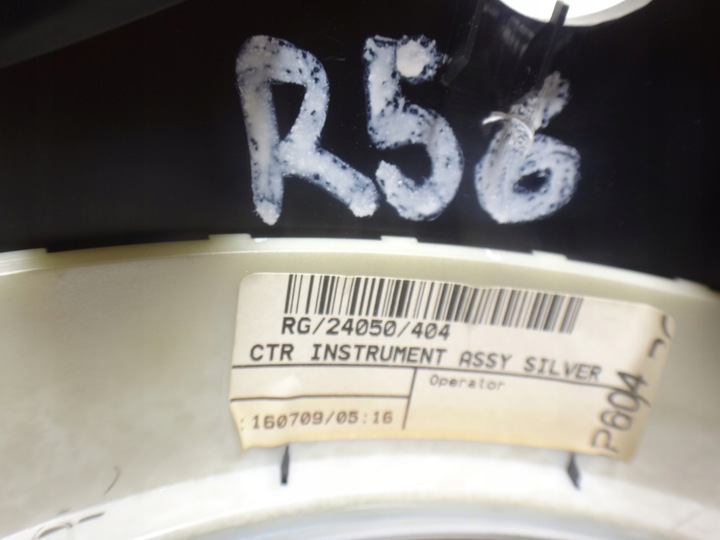 R56
RG/24050/404
CTR INSTRUMENT ASSY SILVER
Operator
:160709/05:16
P604